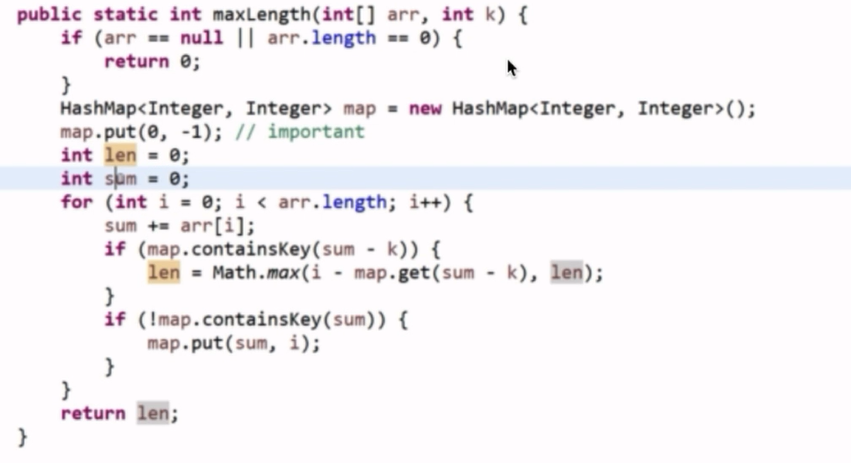 public static int maxLength(int[] arr, int k) {
    if (arr == null || arr.length == 0) {
        return 0;
    }
    HashMap<Integer, Integer> map = new HashMap<Integer, Integer>();
    map.put(0, -1); // important
    int len = 0;
    int sum = 0;
    for (int i = 0; i < arr.length; i++) {
        sum += arr[i];
        if (map.containsKey(sum - k)) {
            len = Math.max(i - map.get(sum - k), len);
        }
        if (!map.containsKey(sum)) {
            map.put(sum, i);
        }
    }
    return len;
}